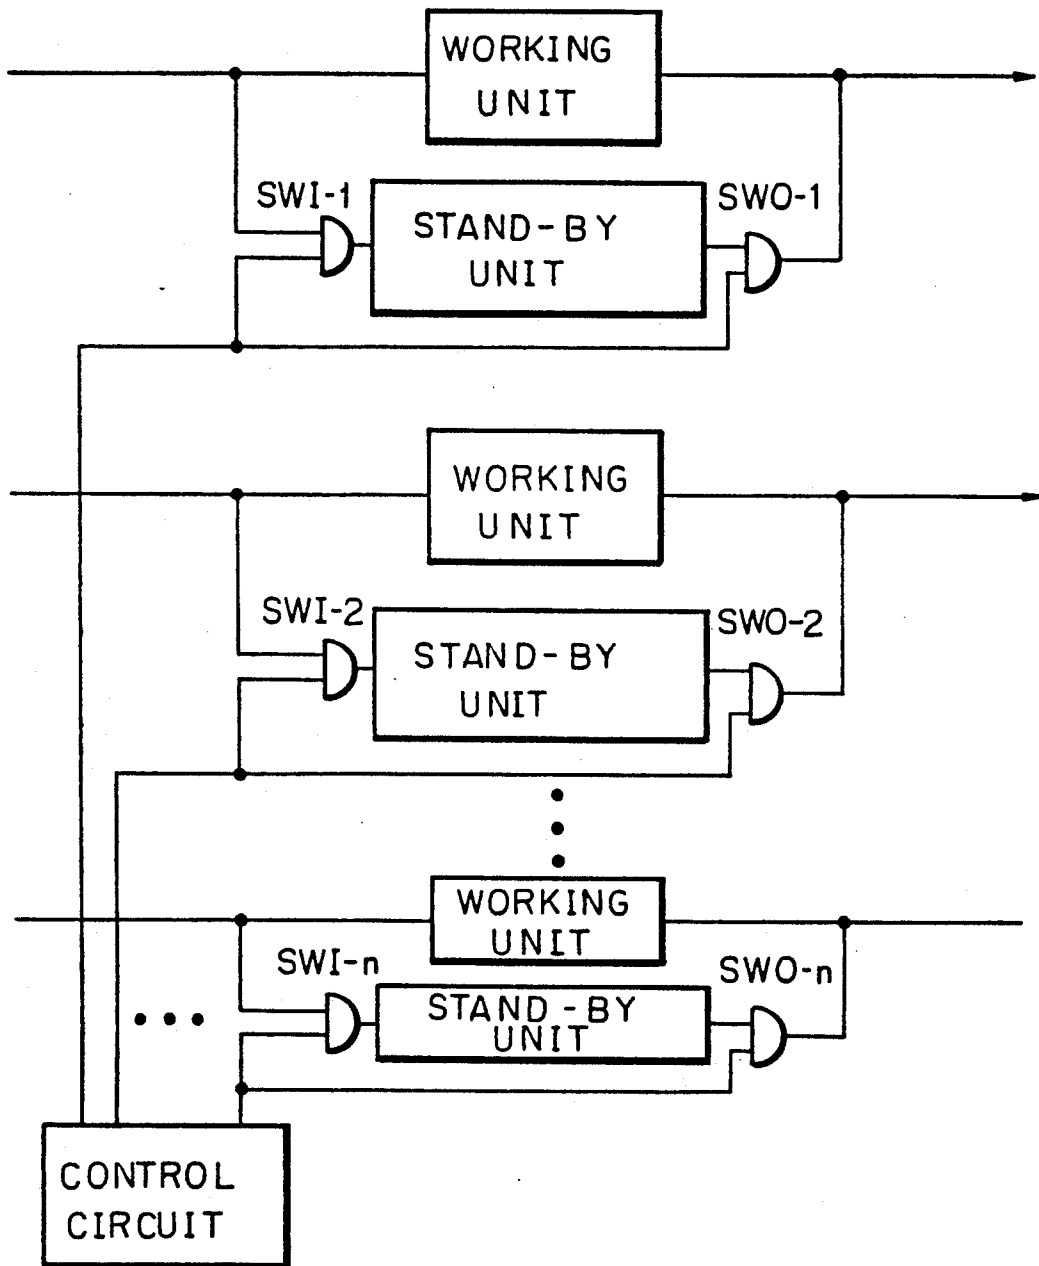 WORKING
UNIT
SWI-1
STAND-BY
UNIT
SWO-1
WORKING
UNIT
SWI-2
STAND-BY
UNIT
SWO-2
WORKING
UNIT
SWI-n
STAND-BY
UNIT
SWO-n
CONTROL
CIRCUIT